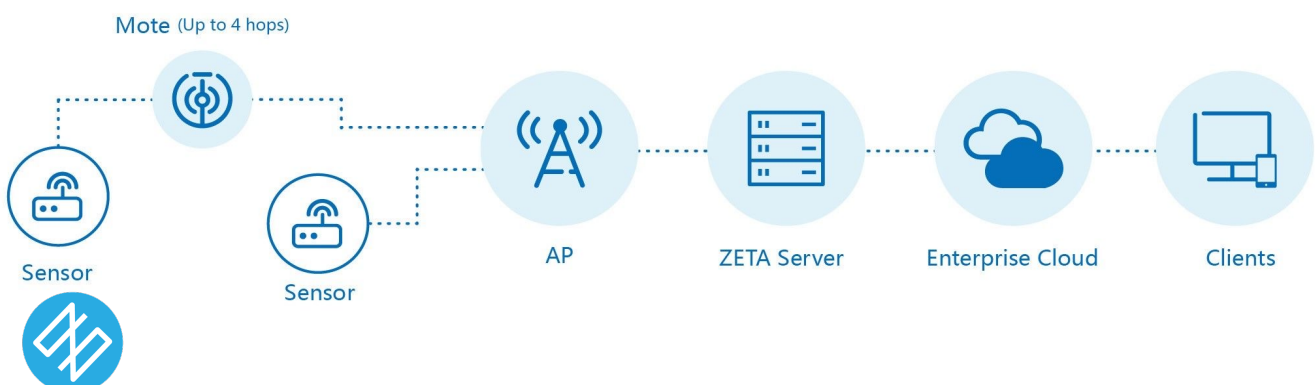 Mote (Up to 4 hops)
Sensor
Sensor
AP
ZETA Server
Enterprise Cloud
Clients